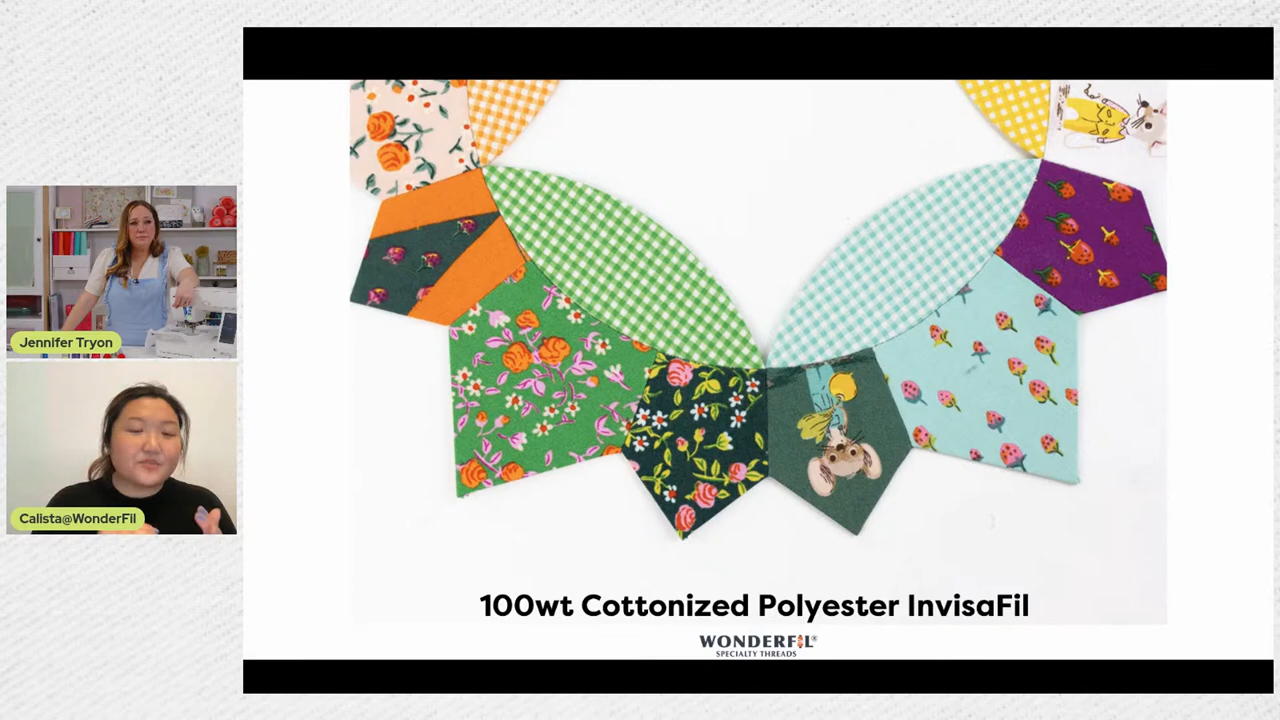 Jennifer Tryon
Calista@WonderFil
100wt Cottonized Polyester InvisaFil
WONDERFIL®
SPECIALTY THREADS